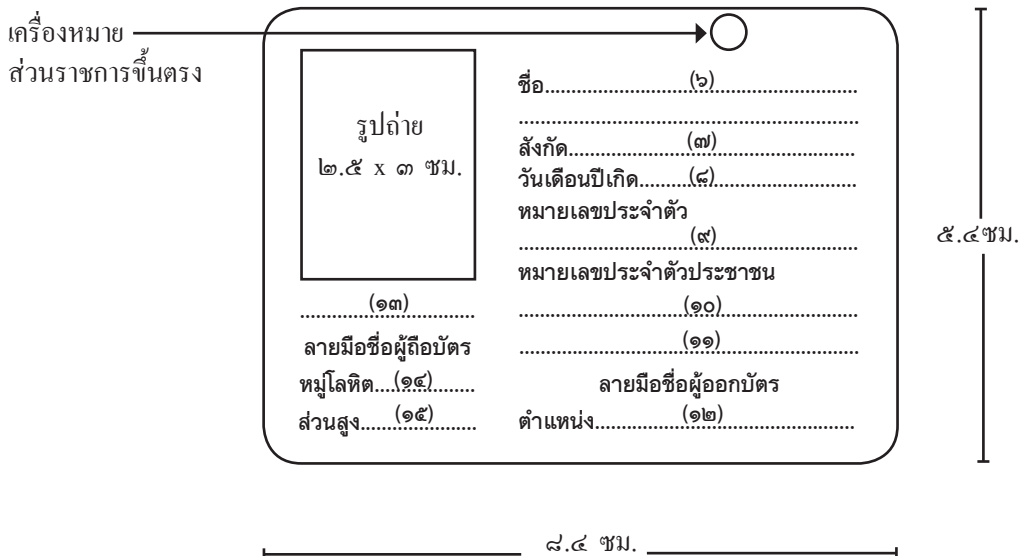 เครื่องหมาย
ส่วนราชการขึ้นตรง
รูปถ่าย
๒.๕ x ๓ ซม.
ชื่อ..............................(๖)..............................
............................................................
สังกัด.........................(๗)..............................
วันเดือนปีเกิด..........(๘)..............................
หมายเลขประจำตัว
..............................(๙)..............................
หมายเลขประจำตัวประชาชน
..............................(๑๐)..............................
..............................(๑๑)..............................
ลายมือชื่อผู้ออกบัตร
ตำแหน่ง....................(๑๒)..............................
...............(๑๓)...............
ลายมือชื่อผู้ถือบัตร
หมู่โลหิต....(๑๔).........
ส่วนสูง.......(๑๕).........
๕.๔ซม.
๘.๔ ซม.